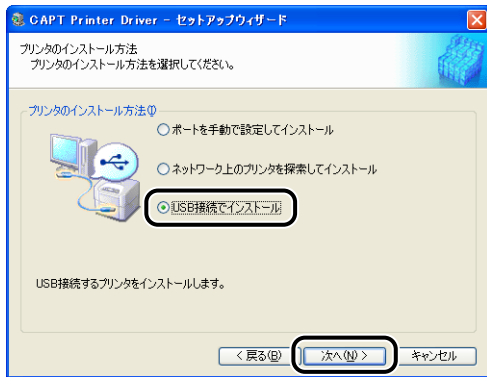 CAPT Printer Driver - セットアップウィザード
プリンタのインストール方法
プリンタのインストール方法を選択してください。
プリンタのインストール方法(I)
ポートを手動で設定してインストール
ネットワーク上のプリンタを探索してインストール
USB接続でインストール
USB接続するプリンタをインストールします。
< 戻る(B)
次へ(N) >
キャンセル